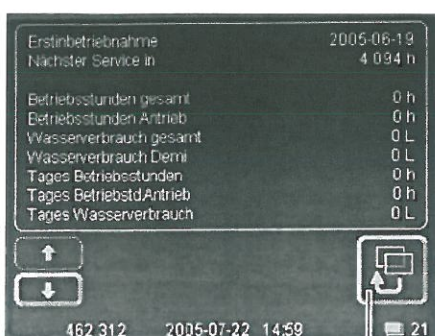 Erstinbetriebnahme 2005-06-19
Nächster Service in 4 094 h
Betriebsstunden gesamt 0 h
Betriebsstunden Antrieb 0 h
Wasserverbrauch gesamt 0 L
Wasserverbrauch Demi 0 L
Tages Betriebsstunden 0 h
Tages Betriebstd.Antrieb 0 h
Tages Wasserverbrauch 0 L
462 312 2005-07-22 14:59 21